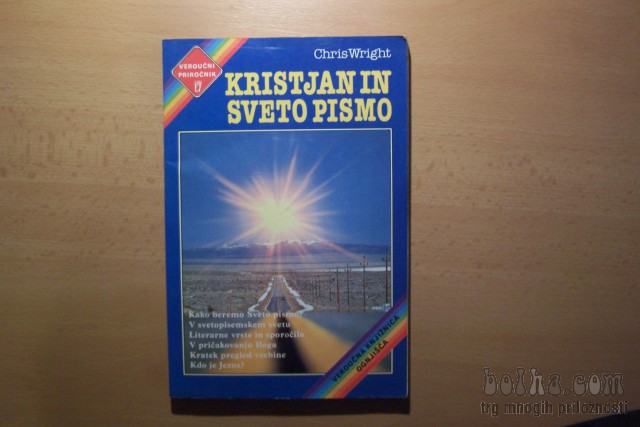 VEROUČNI
PRIROČNIK
Chris Wright
KRISTJAN IN
SVETO PISMO
Kako beremo Sveto pismo?
V svetopisemskem svetu
Literarne vrste in sporočilo
V pričakovanju Boga
Kratek pregled vsebine
Kdo je Jezus?
VEROUČNA KNJIŽNICA
OGNJIŠČA
bolha.com
trg mnogih priložnosti